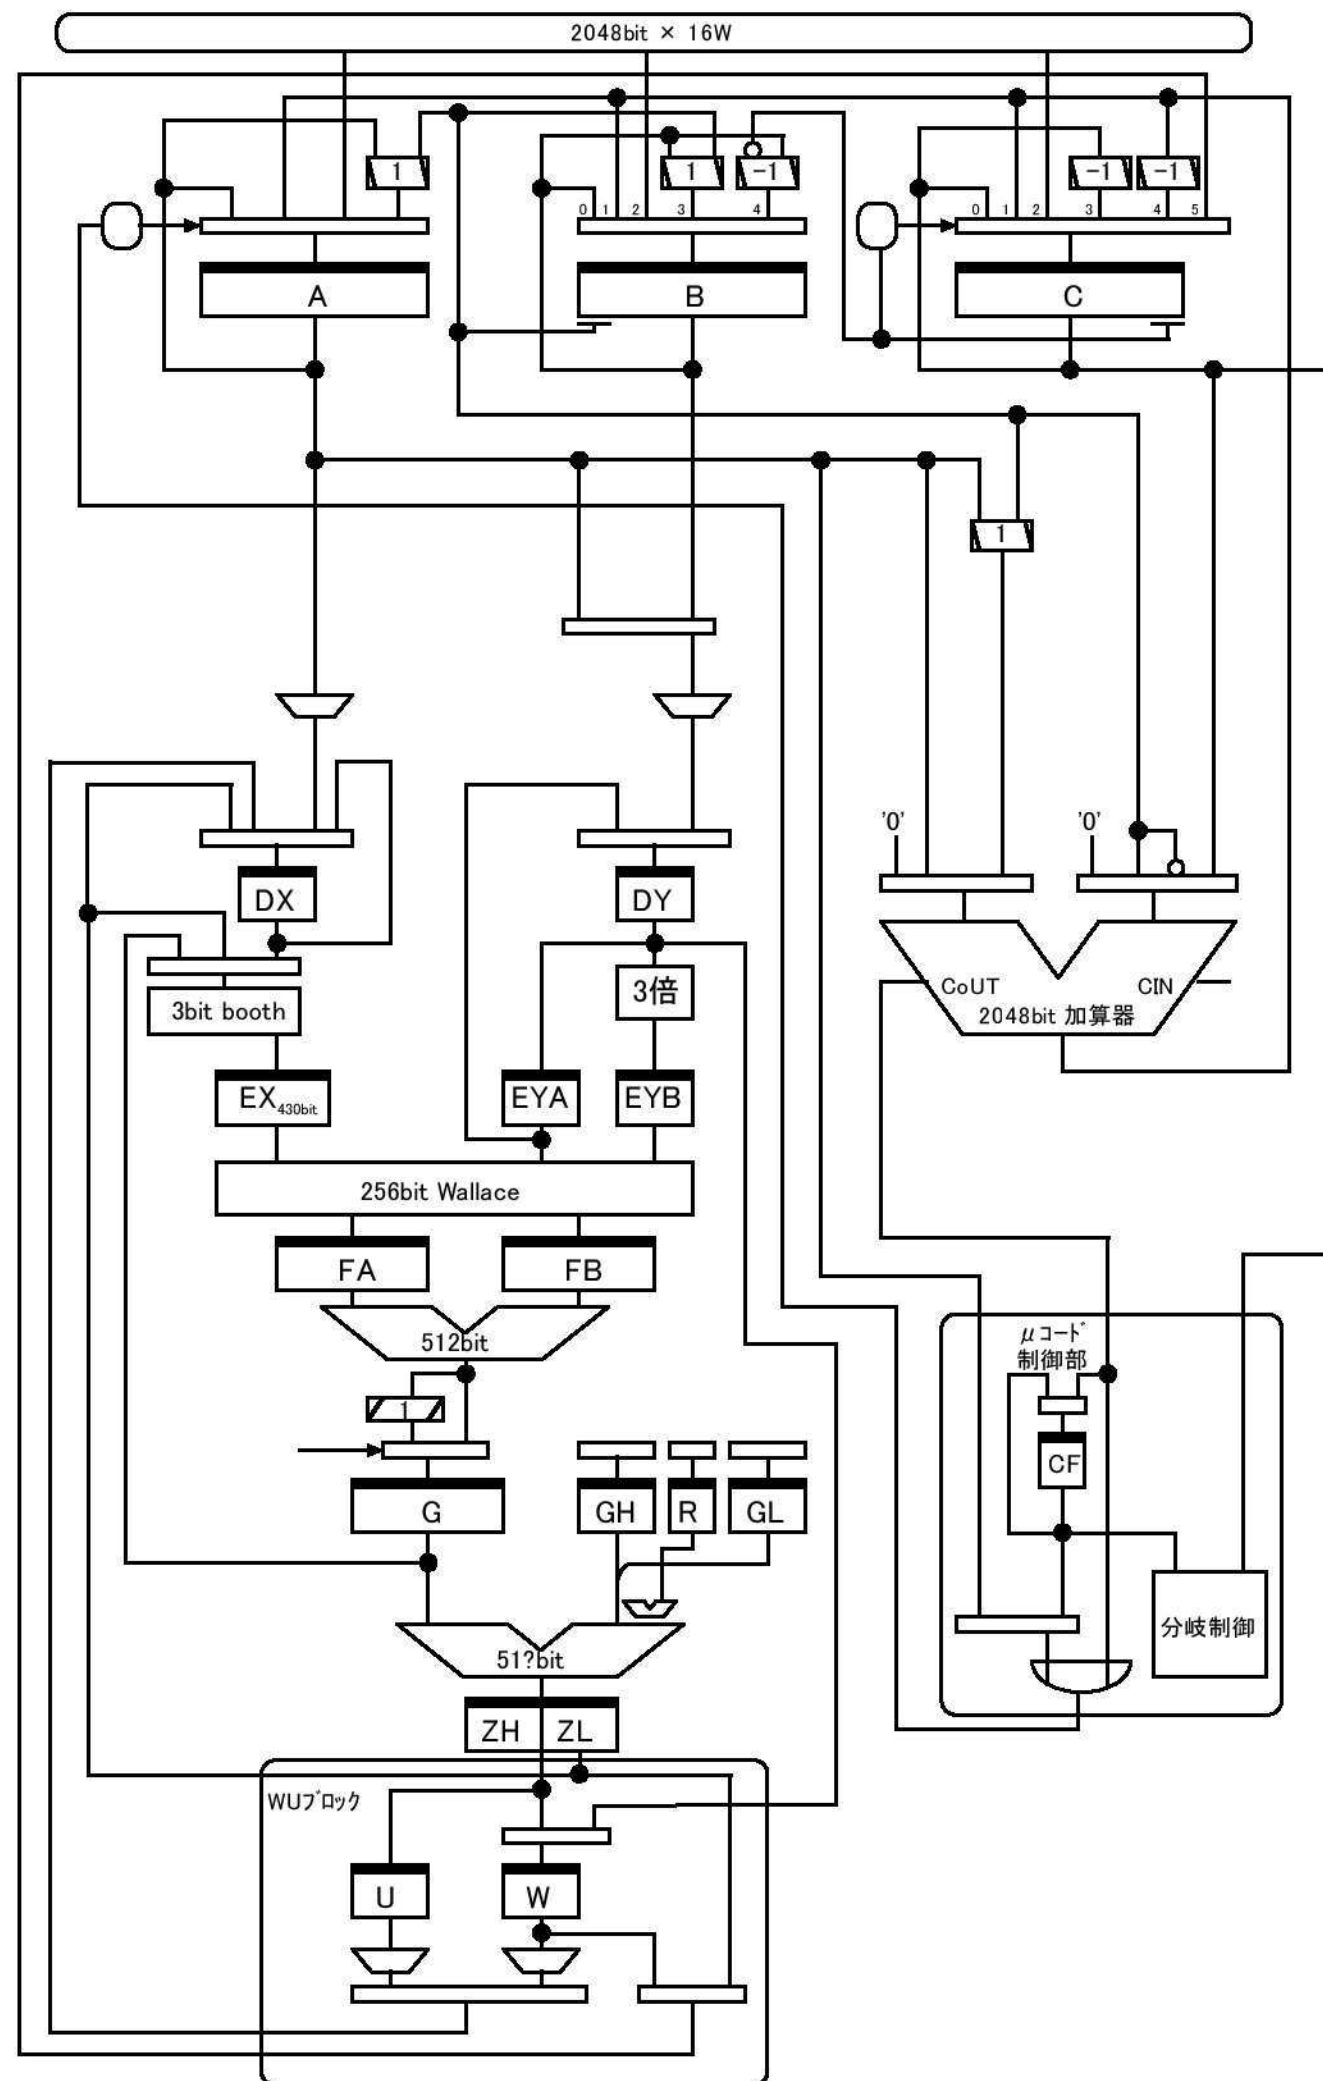 2048bit × 16W
1
1
-1
-1
-1
0
1
2
3
4
0
1
2
3
4
5
A
B
C
1
'0'
'0'
DX
DY
3bit booth
3倍
CoUT
CIN
2048bit 加算器
EX430bit
EYA
EYB
256bit Wallace
FA
FB
512bit
μコード
制御部
1
CF
G
GH
R
GL
分岐制御
51?bit
ZH
ZL
WUブロック
U
W